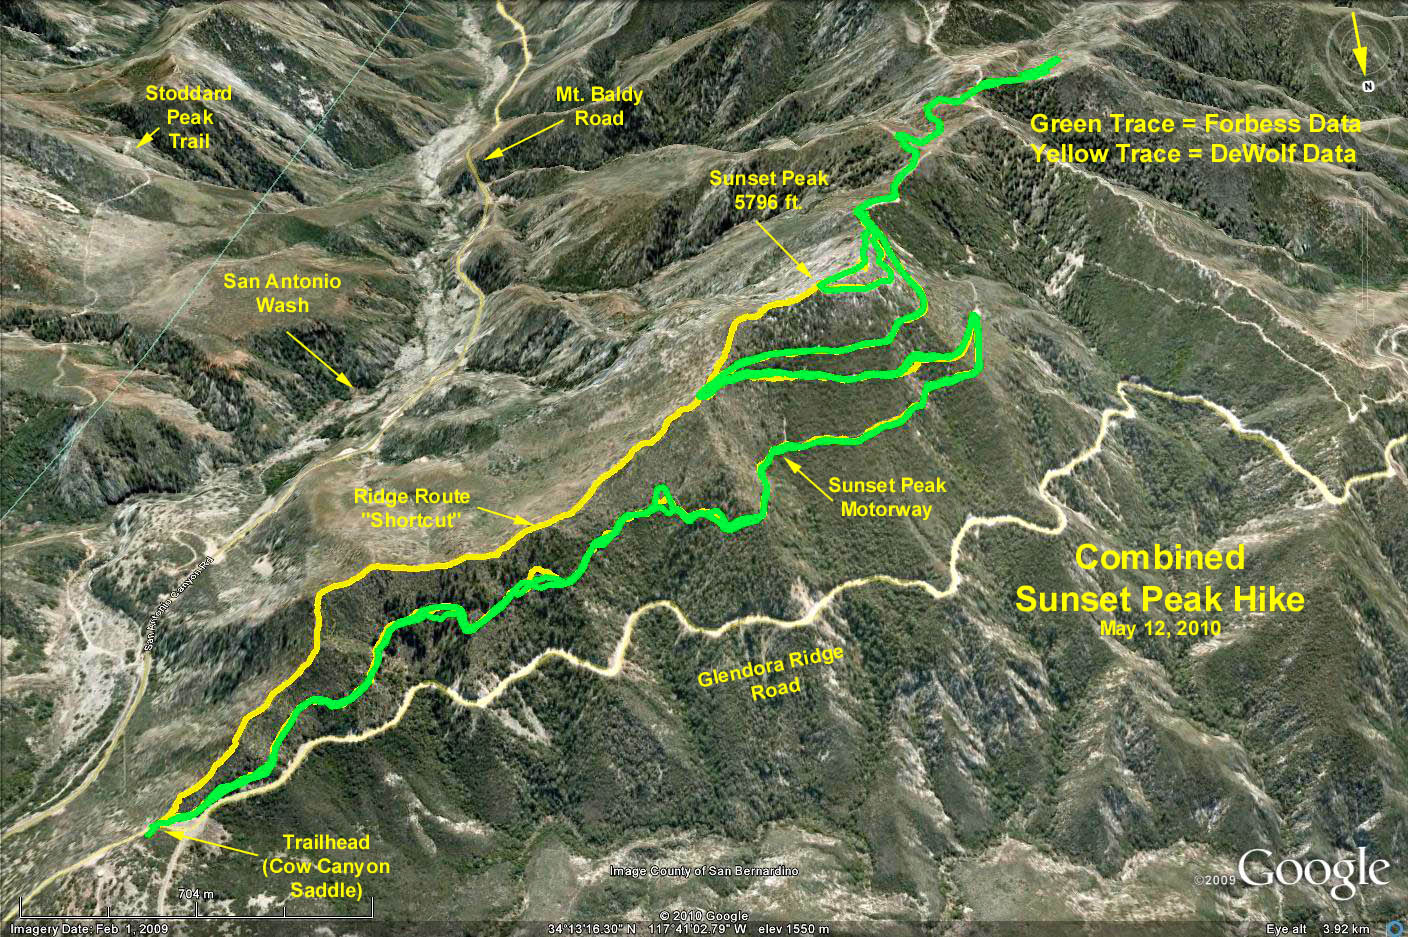 Stoddard
Peak
Trail
Mt. Baldy
Road
N
Green Trace = Forbess Data
Yellow Trace = DeWolf Data
Sunset Peak
5796 ft.
San Antonio
Wash
Ridge Route
"Shortcut"
Sunset Peak
Motorway
San Antonio Canyon Rd
Combined
Sunset Peak Hike
May 12, 2010
Glendora Ridge
Road
Trailhead
(Cow Canyon
Saddle)
704 m
Image County of San Bernardino
©2009 Google
© 2010 Google
Imagery Date: Feb 1, 2009
34°13'16.30" N 117°41'02.79" W elev 1550 m
Eye alt 3.92 km